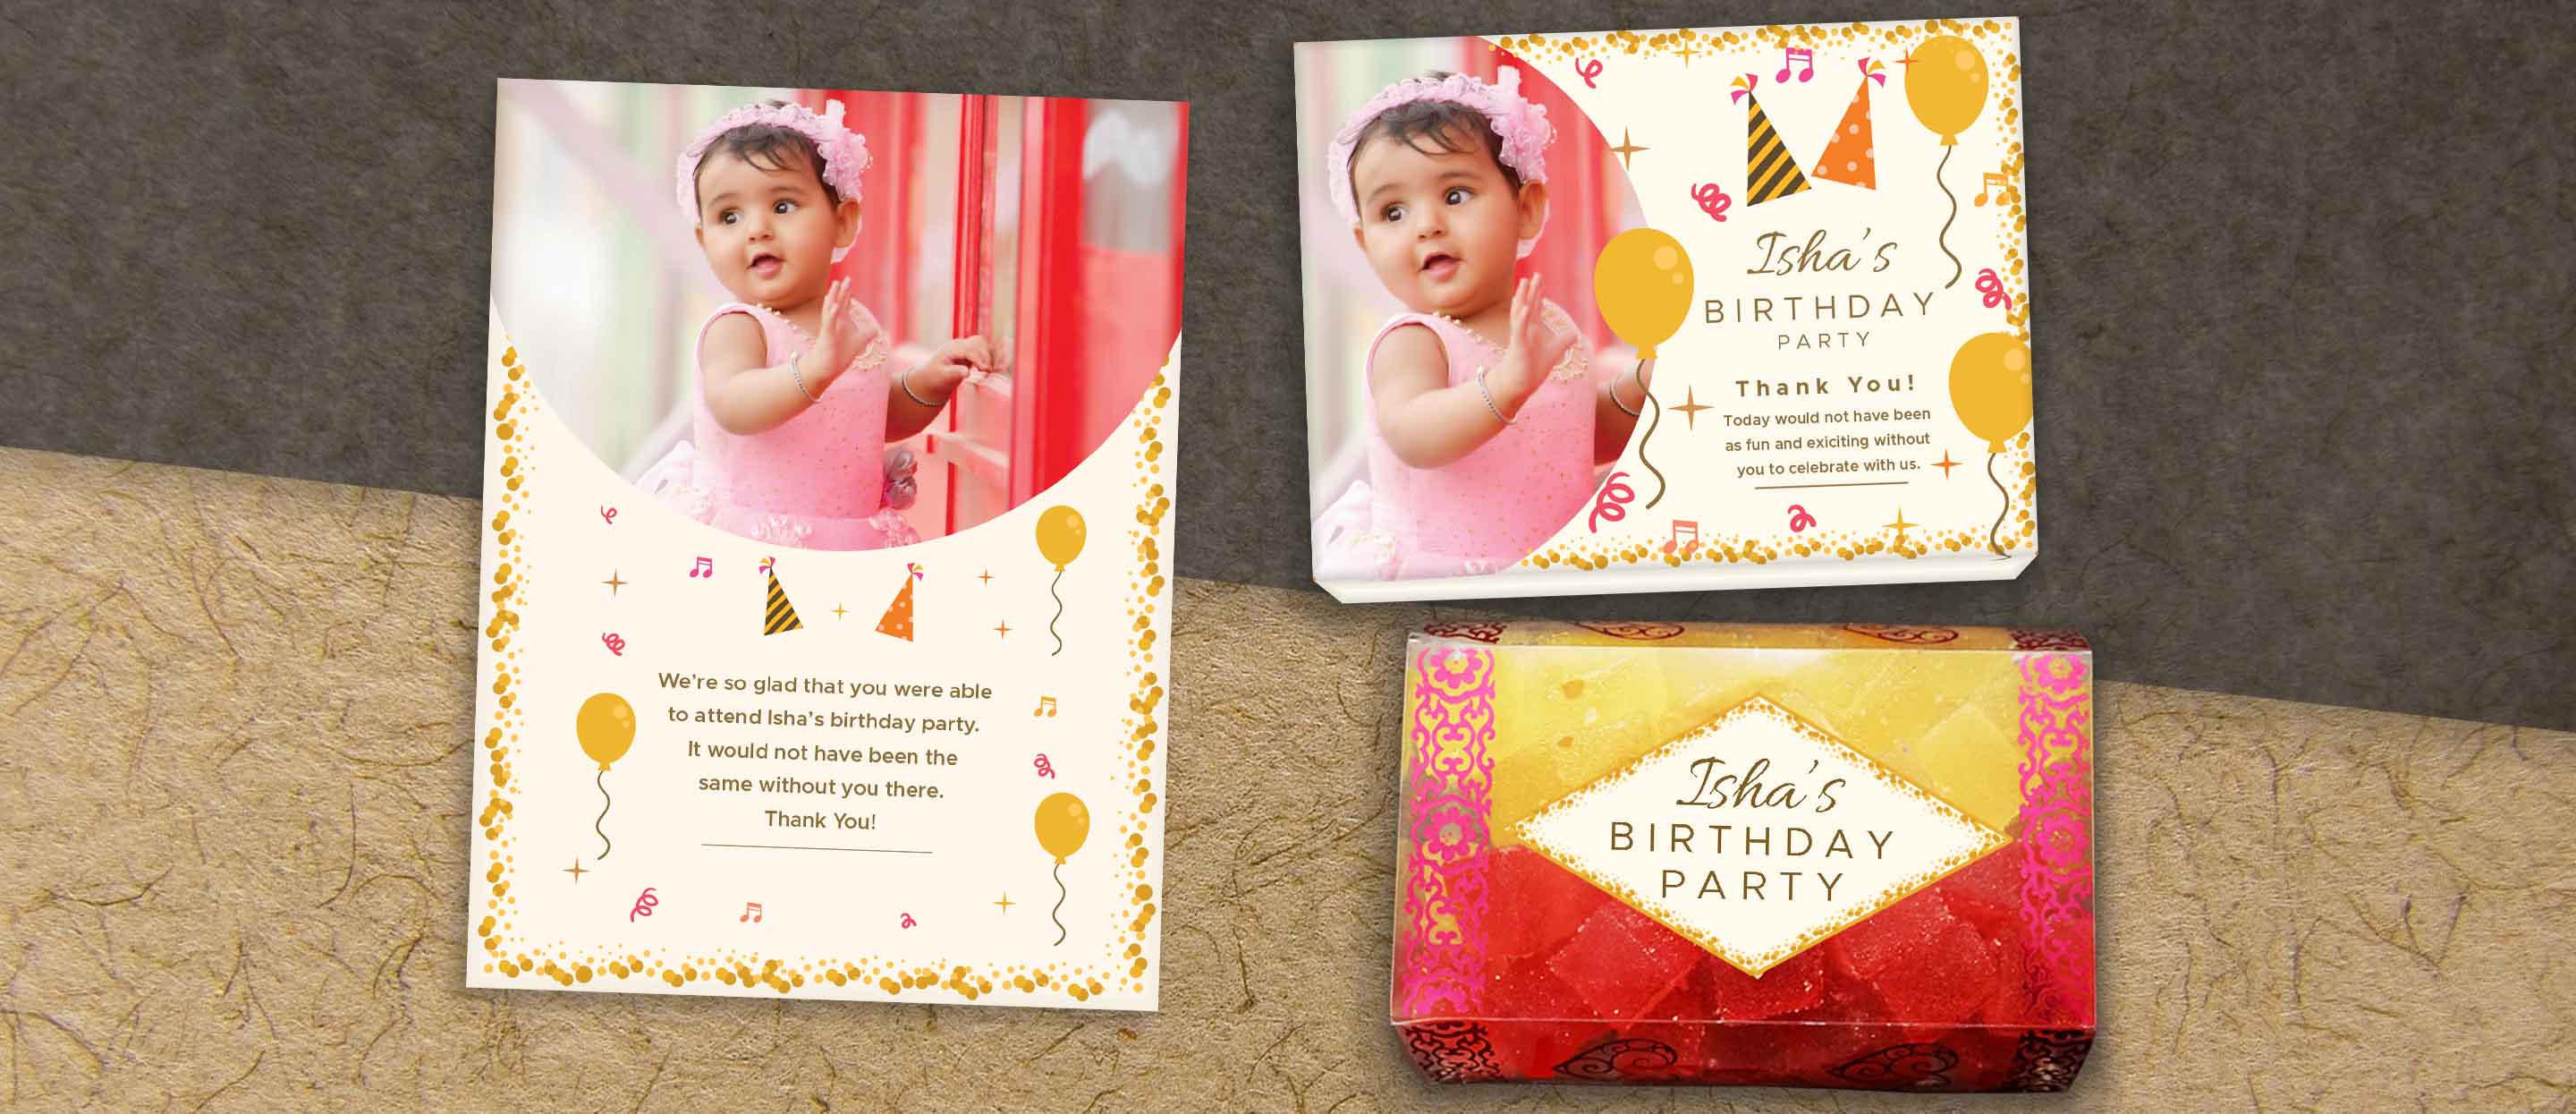 We're so glad that you were able
to attend Isha's birthday party.
It would not have been the
same without you there.
Thank You!
Isha's
BIRTHDAY
PARTY
Thank You!
Today would not have been
as fun and exiciting without
you to celebrate with us.
Isha's
BIRTHDAY
PARTY